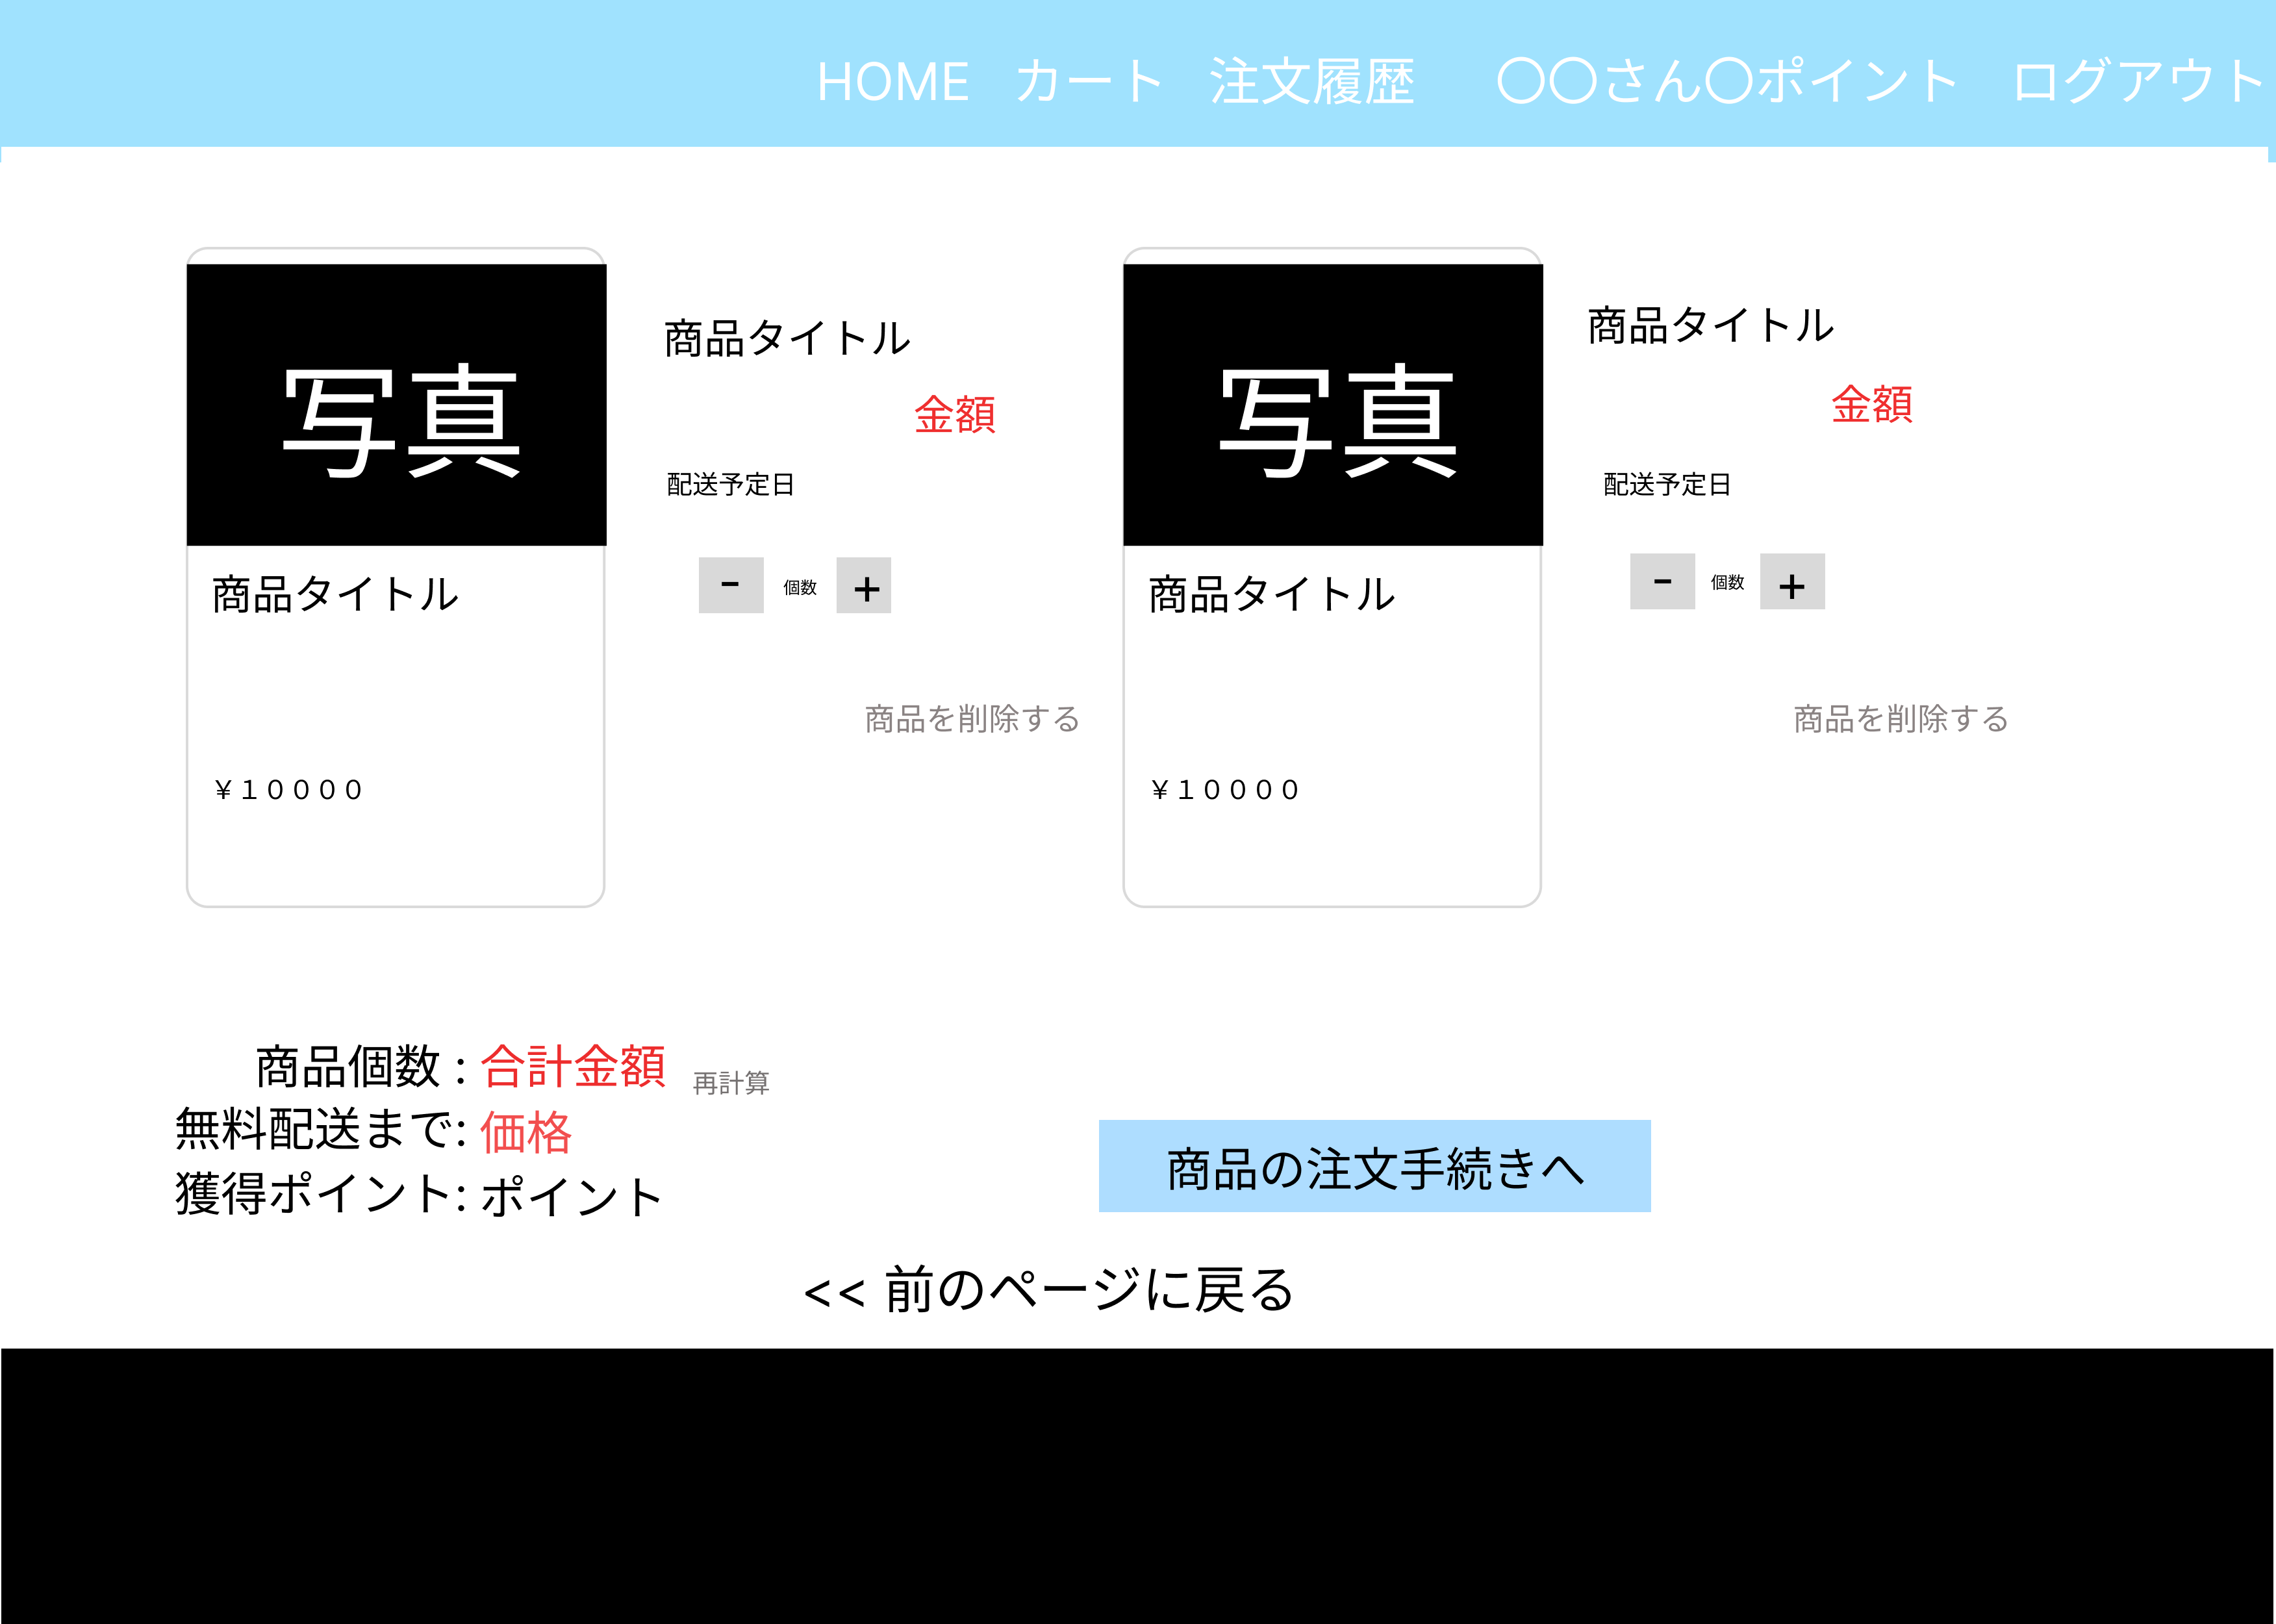 HOME カート 注文履歴 〇〇さん〇ポイント ログアウト
写真
商品タイトル
￥１００００
商品タイトル
金額
配送予定日
- 個数 +
商品を削除する
写真
商品タイトル
￥１００００
商品タイトル
金額
配送予定日
- 個数 +
商品を削除する
商品個数 : 合計金額 再計算
無料配送まで: 価格
獲得ポイント: ポイント
商品の注文手続きへ
<< 前のページに戻る